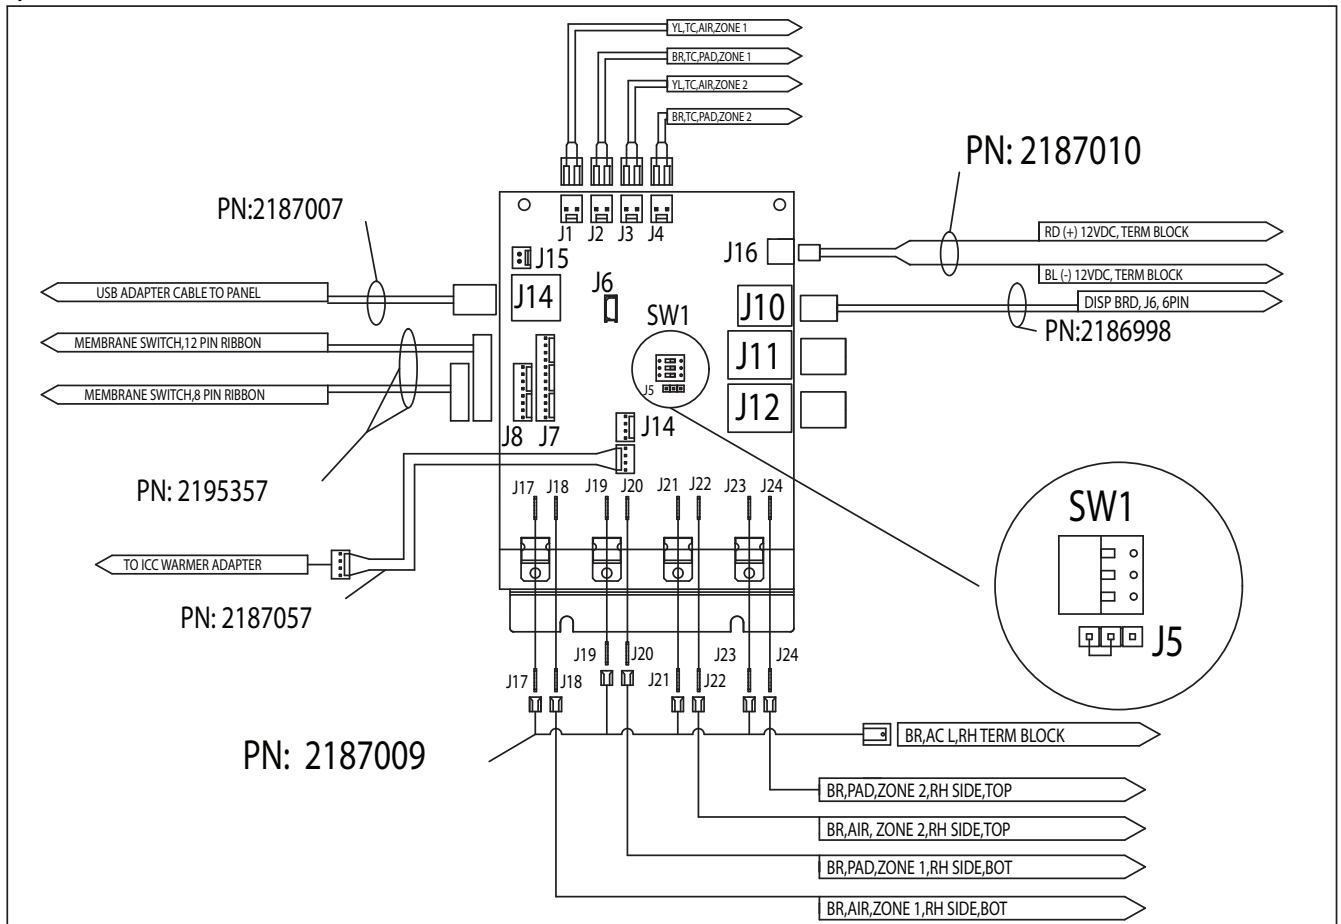 YL,TC,AIR,ZONE 1
BR,TC,PAD,ZONE 1
YL,TC,AIR,ZONE 2
BR,TC,PAD,ZONE 2
PN: 2187010
PN:2187007
J1 J2 J3 J4
RD (+) 12VDC, TERM BLOCK
J16
J15
BL (-) 12VDC, TERM BLOCK
USB ADAPTER CABLE TO PANEL
J14
J6
J10
DISP BRD, J6, 6PIN
SW1
PN:2186998
MEMBRANE SWITCH,12 PIN RIBBON
J11
J5
MEMBRANE SWITCH,8 PIN RIBBON
J12
J8 J7
J14
PN: 2195357
J17 J18 J19 J20 J21 J22 J23 J24
SW1
TO ICC WARMER ADAPTER
PN: 2187057
J5
J19 J20 J23 J24
J17 J18 J21 J22
BR,AC L,RH TERM BLOCK
PN: 2187009
BR,PAD,ZONE 2,RH SIDE,TOP
BR,AIR, ZONE 2,RH SIDE,TOP
BR,PAD,ZONE 1,RH SIDE,BOT
BR,AIR,ZONE 1,RH SIDE,BOT